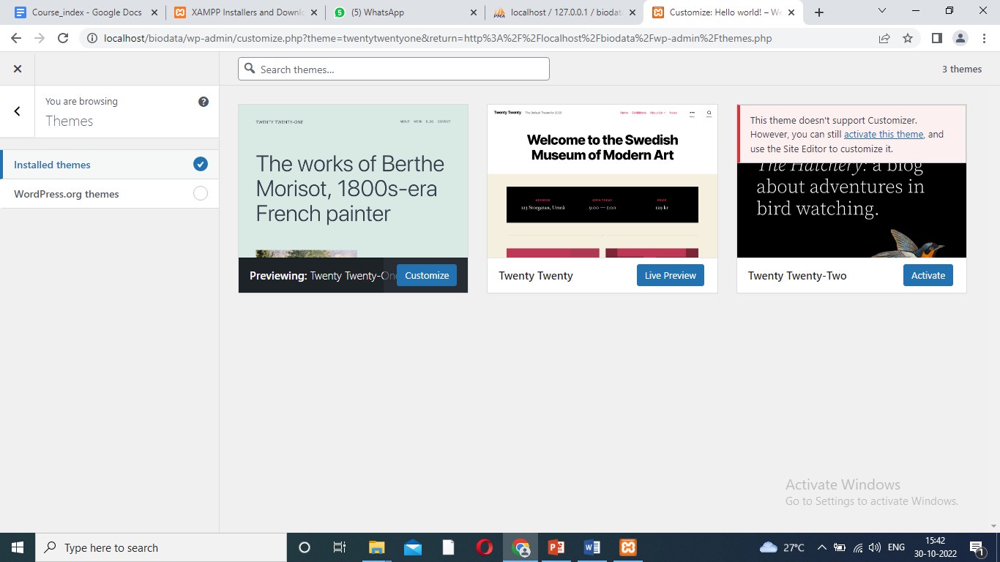 Course_index - Google Docs
XAMPP Installers and Downl
(5) WhatsApp
localhost / 127.0.0.1 / biodat
Customize: Hello world! – We
localhost/biodata/wp-admin/customize.php?theme=twentytwentyone&return=http%3A%2F%2Flocalhost%2Fbiodata%2Fwp-admin%2Fthemes.php
Search themes...
3 themes
You are browsing
Themes
Installed themes
WordPress.org themes
TWENTY TWENTY-ONE
ABOUT WORK BLOG CONTACT
The works of Berthe
Morisot, 1800s-era
French painter
Previewing: Twenty Twenty-One
Customize
Twenty Twenty
The Default Theme for 2020
Home Exhibitions About Us News
Menu
Search
Welcome to the Swedish
Museum of Modern Art
ADDRESS
123 Storgatan, Umeå
OPEN TODAY
9:00 — 5:00
PRICE
129 kr
Twenty Twenty
Live Preview
This theme doesn't support Customizer.
However, you can still activate this theme, and
use the Site Editor to customize it.
The Hatchery: a blog
about adventures in
bird watching.
Twenty Twenty-Two
Activate
Activate Windows
Go to Settings to activate Windows.
Type here to search
27°C
ENG
15:42
30-10-2022
1